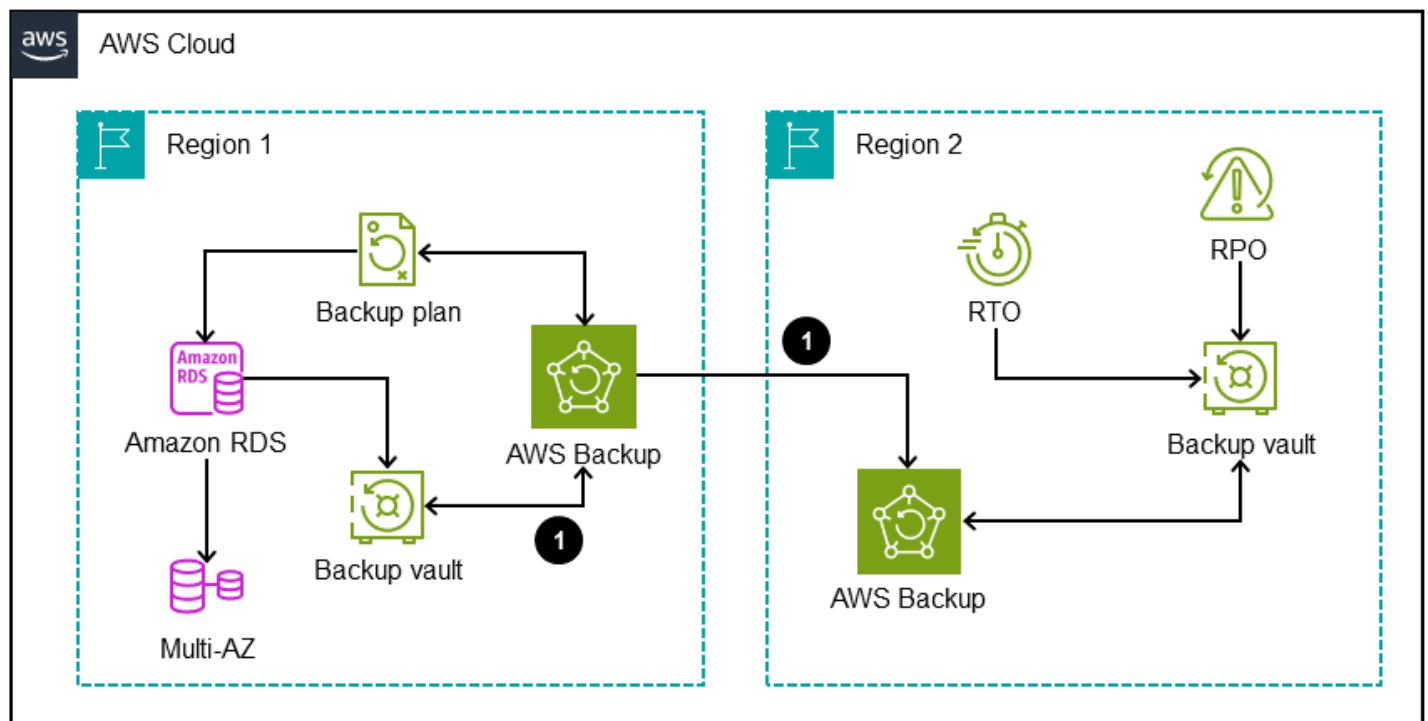 aws
AWS Cloud
Region 1
Backup plan
Amazon
RDS
Amazon RDS
AWS Backup
1
Backup vault
Multi-AZ
1
Region 2
RPO
RTO
Backup vault
AWS Backup